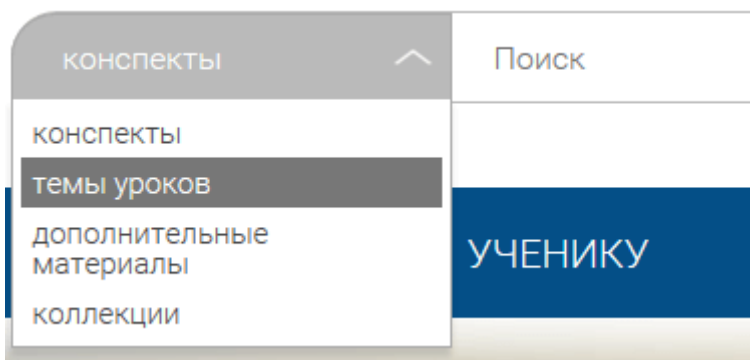 конспекты
Поиск
конспекты
темы уроков
дополнительные
материалы
коллекции
УЧЕНИКУ